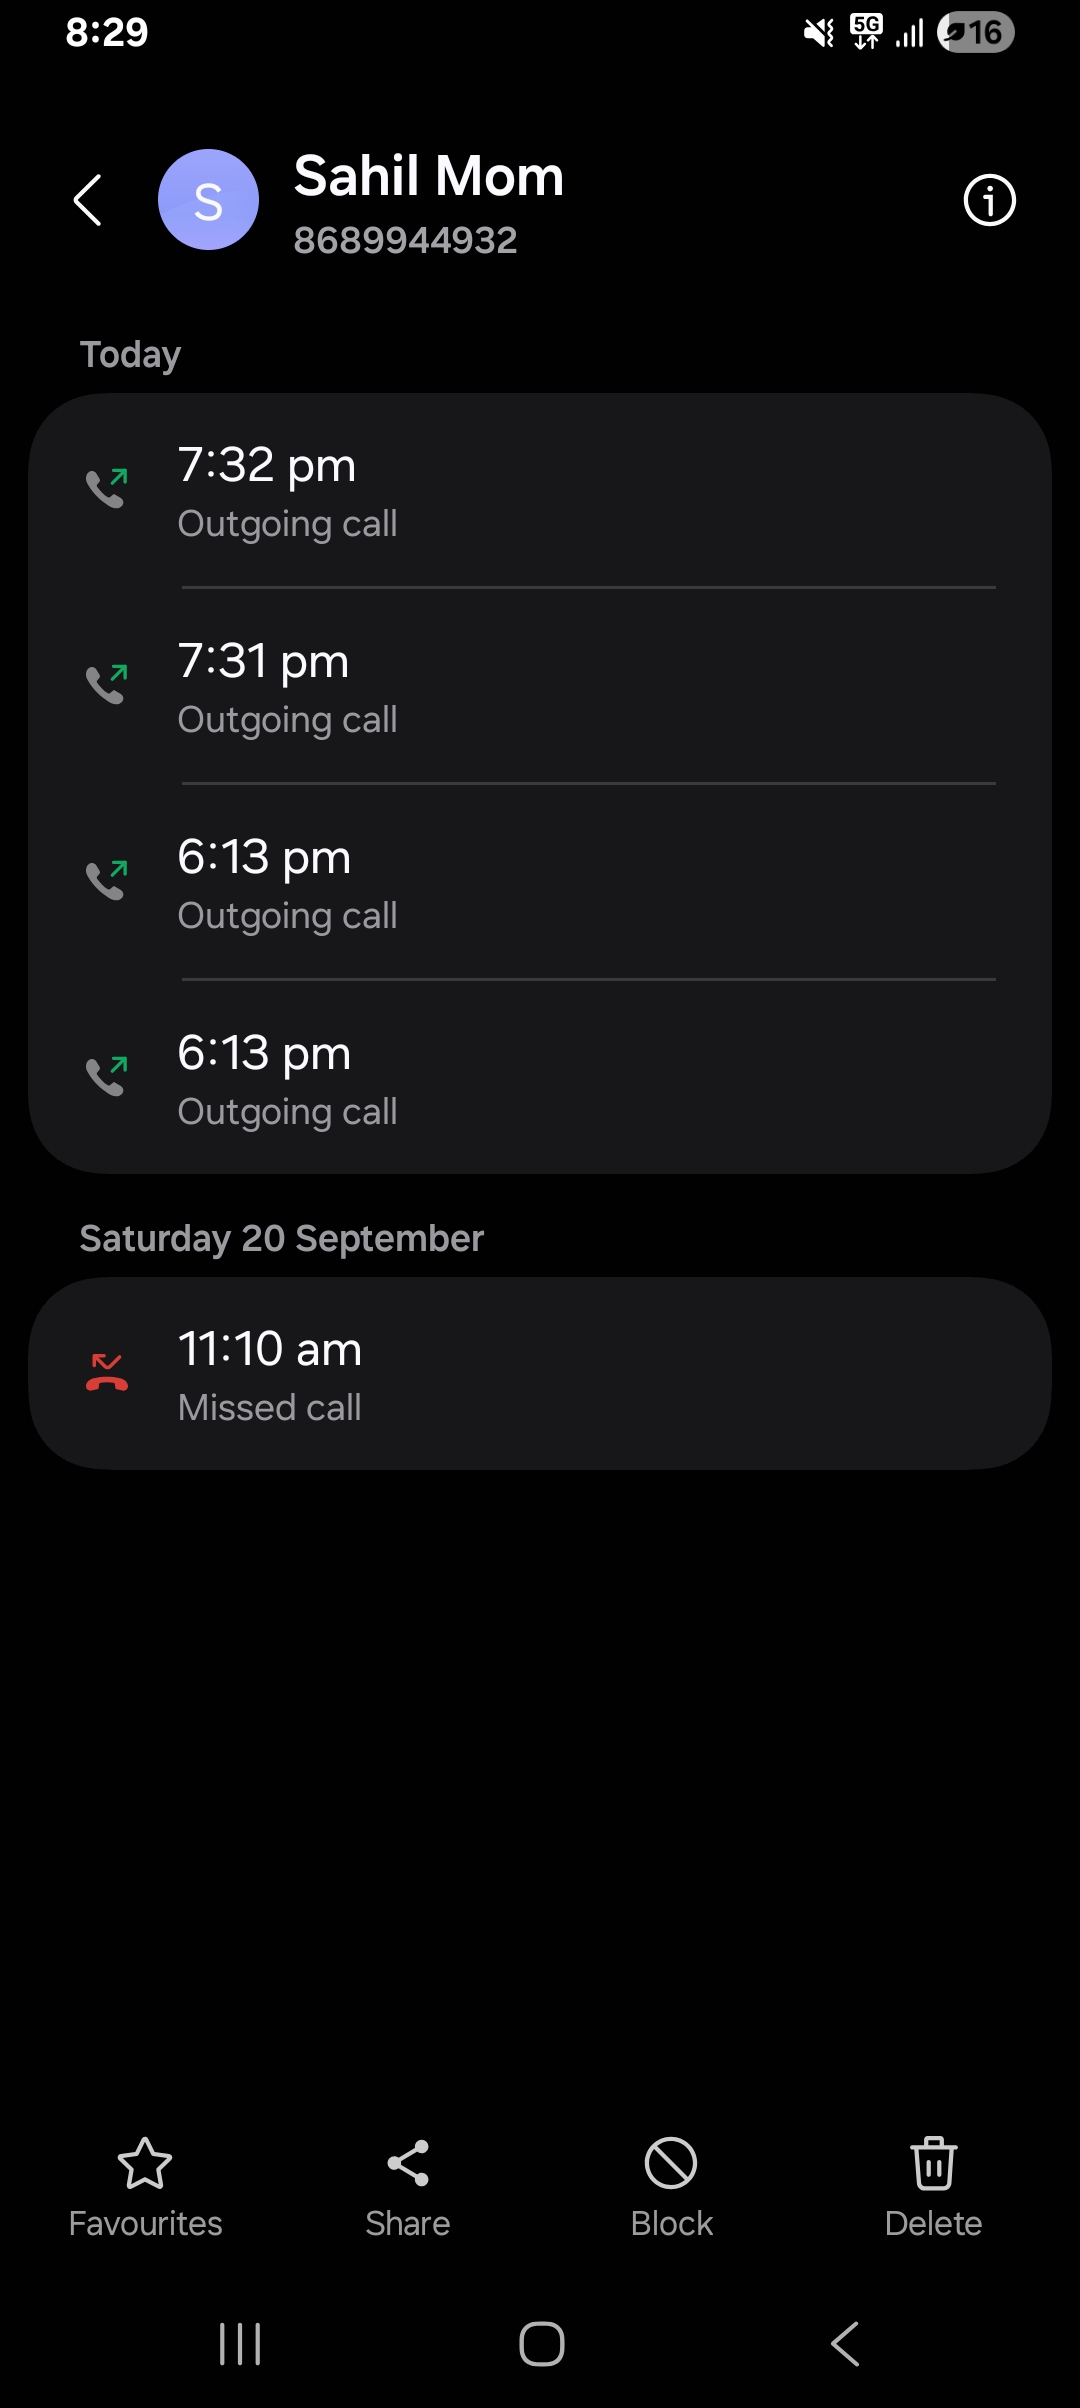 8:29
5G
16
S
Sahil Mom
8689944932
Today
7:32 pm
Outgoing call
7:31 pm
Outgoing call
6:13 pm
Outgoing call
6:13 pm
Outgoing call
Saturday 20 September
11:10 am
Missed call
Favourites
Share
Block
Delete